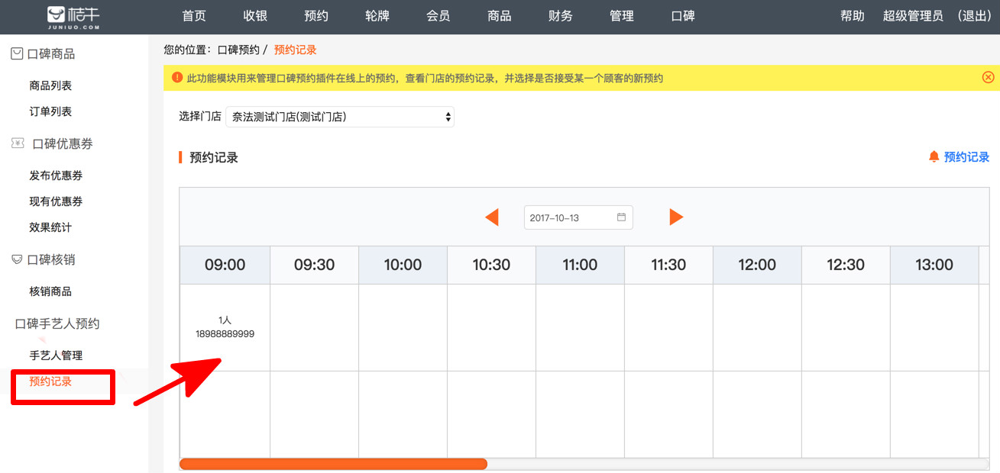 桔牛
JUNIUO.COM
首页 收银 预约 轮牌 会员 商品 财务 管理 口碑 帮助 超级管理员 (退出)
口碑商品
商品列表
订单列表
口碑优惠券
发布优惠券
现有优惠券
效果统计
口碑核销
核销商品
口碑手艺人预约
手艺人管理
预约记录
您的位置：口碑预约 / 预约记录
此功能模块用来管理口碑预约插件在线上的预约，查看门店的预约记录，并选择是否接受某一个顾客的新预约
选择门店 奈法测试门店(测试门店)
预约记录 预约记录
2017-10-13
09:00 09:30 10:00 10:30 11:00 11:30 12:00 12:30 13:00
1人
18988889999